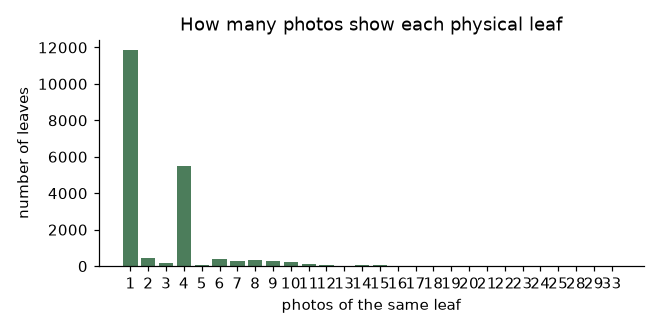 How many photos show each physical leaf
number of leaves
12000
10000
8000
6000
4000
2000
0
1 2 3 4 5 6 7 8 9 10 11 12 13 14 15 16 17 18 19 20 21 22 23 24 25 28 29 33
photos of the same leaf